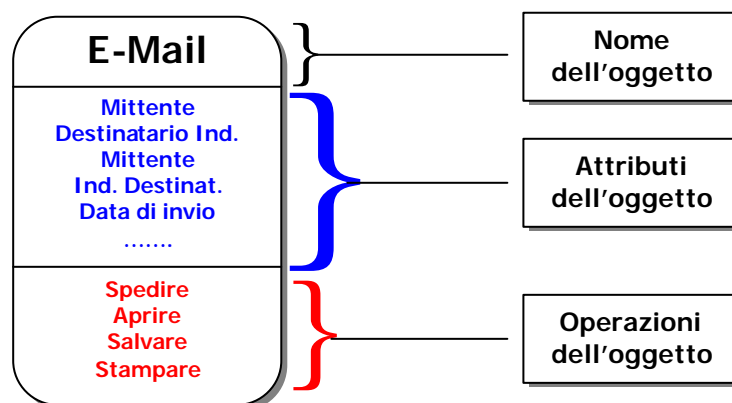 E-Mail
Mittente
Destinatario Ind.
Mittente
Ind. Destinat.
Data di invio
.......
Spedire
Aprire
Salvare
Stampare
Nome
dell'oggetto
Attributi
dell'oggetto
Operazioni
dell'oggetto